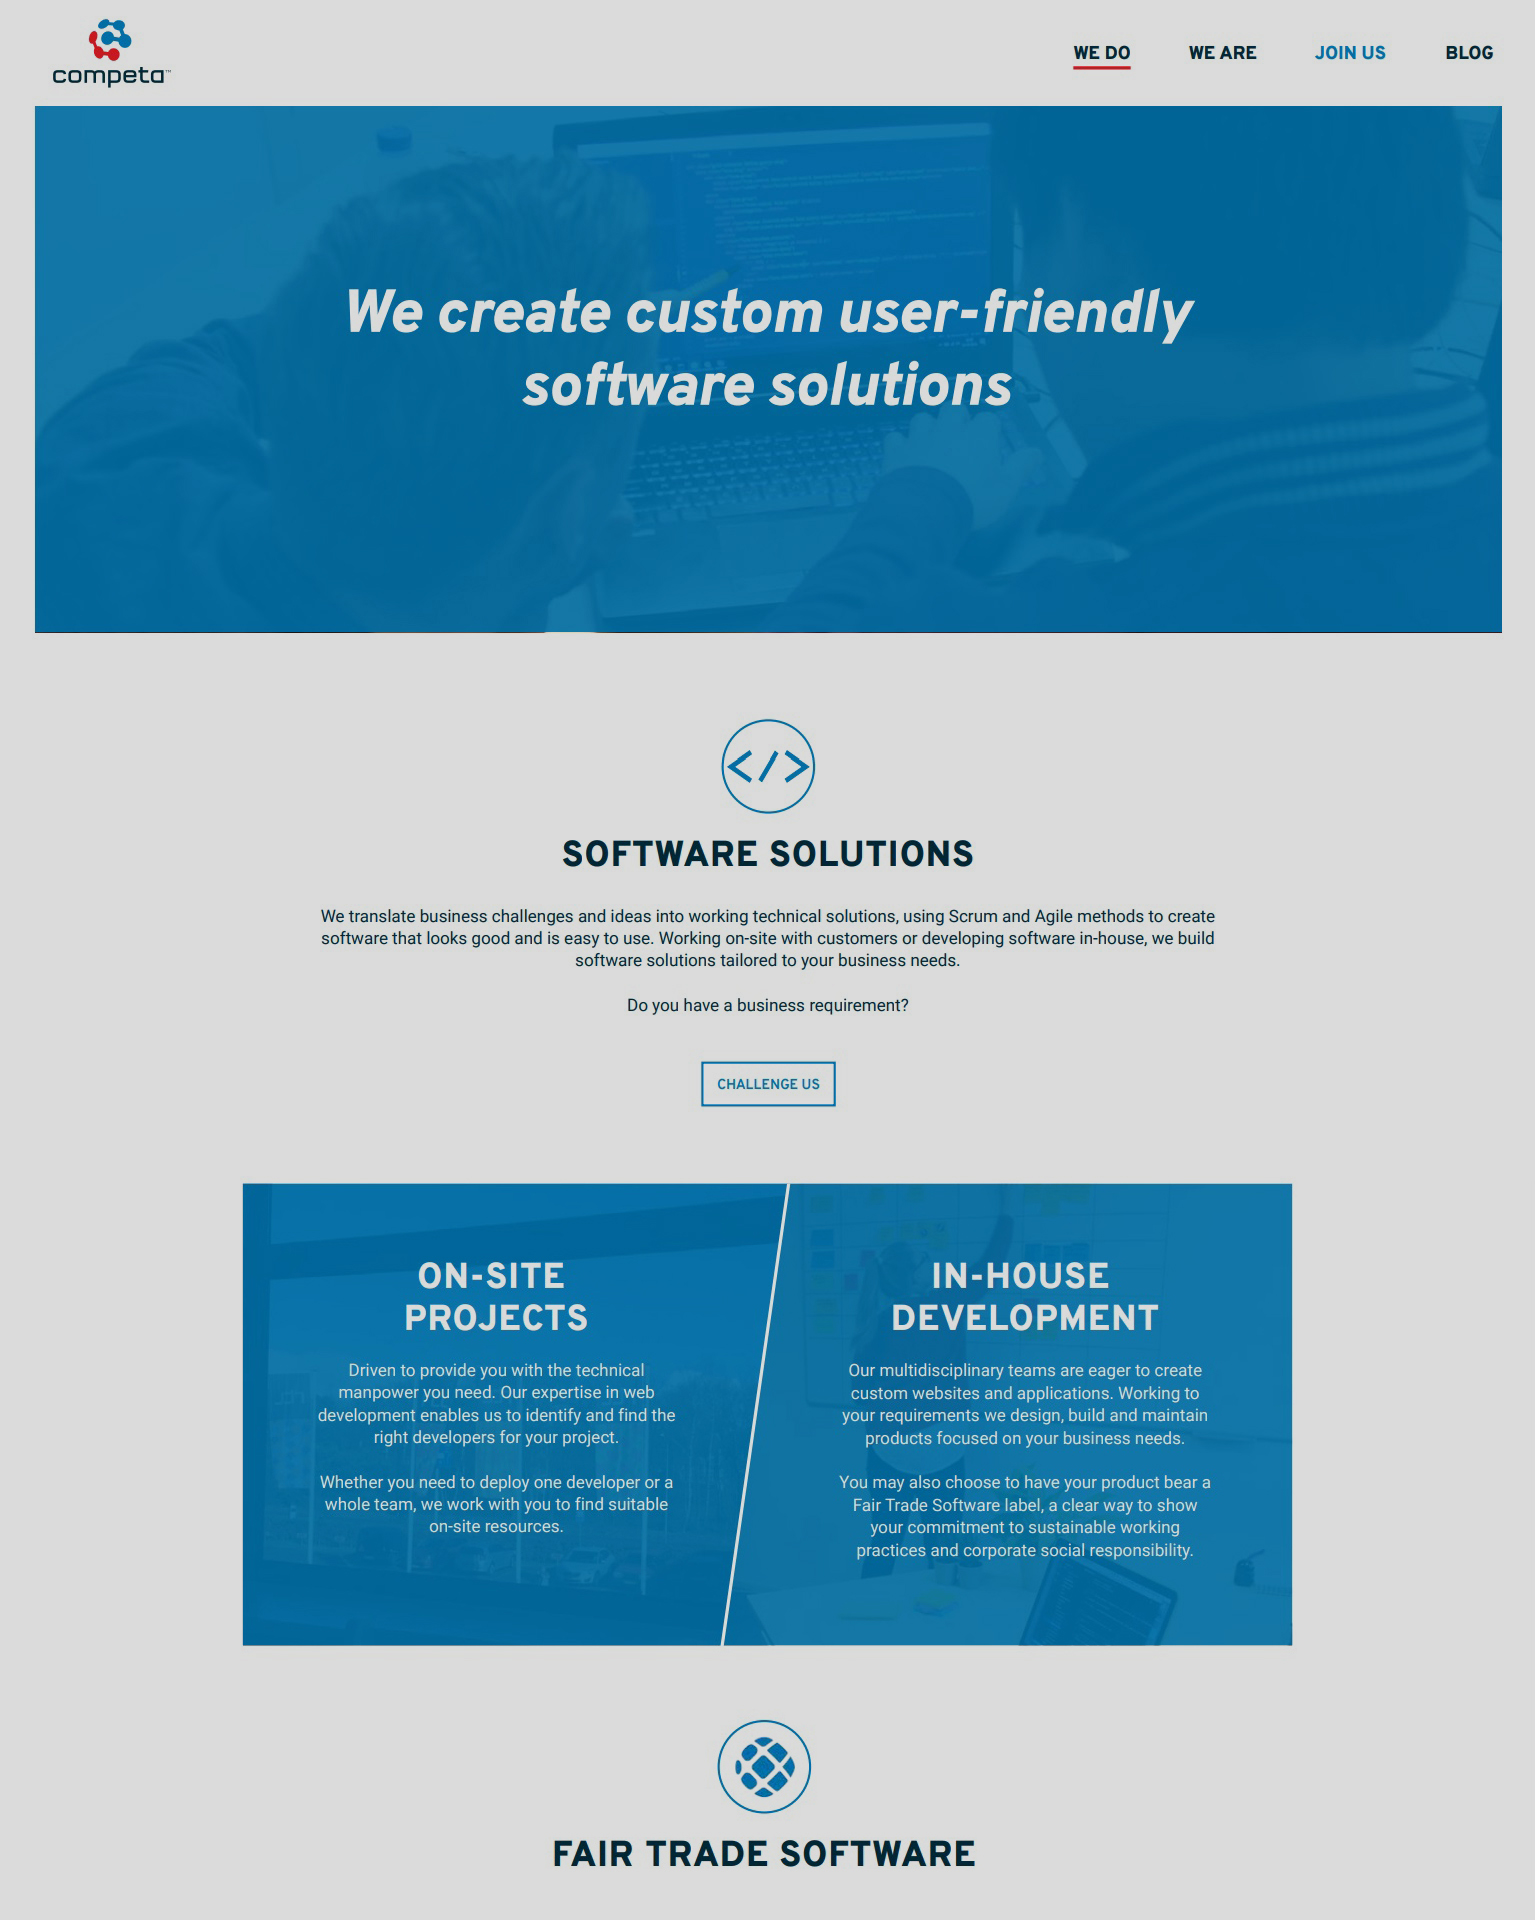 competa™
WE DO
WE ARE
JOIN US
BLOG
We create custom user-friendly
software solutions
</>
SOFTWARE SOLUTIONS
We translate business challenges and ideas into working technical solutions, using Scrum and Agile methods to create
software that looks good and is easy to use. Working on-site with customers or developing software in-house, we build
software solutions tailored to your business needs.
Do you have a business requirement?
CHALLENGE US
ON-SITE
PROJECTS
Driven to provide you with the technical
manpower you need. Our expertise in web
development enables us to identify and find the
right developers for your project.
Whether you need to deploy one developer or a
whole team, we work with you to find suitable
on-site resources.
IN-HOUSE
DEVELOPMENT
Our multidisciplinary teams are eager to create
custom websites and applications. Working to
your requirements we design, build and maintain
products focused on your business needs.
You may also choose to have your product bear a
Fair Trade Software label, a clear way to show
your commitment to sustainable working
practices and corporate social responsibility.
FAIR TRADE SOFTWARE